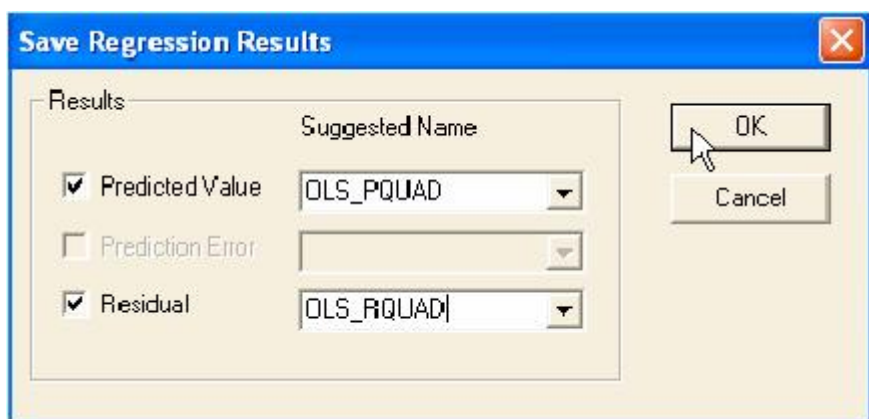 Save Regression Results
Results
Suggested Name
Predicted Value OLS_PQUAD
Prediction Error
Residual OLS_RQUAD
OK
Cancel